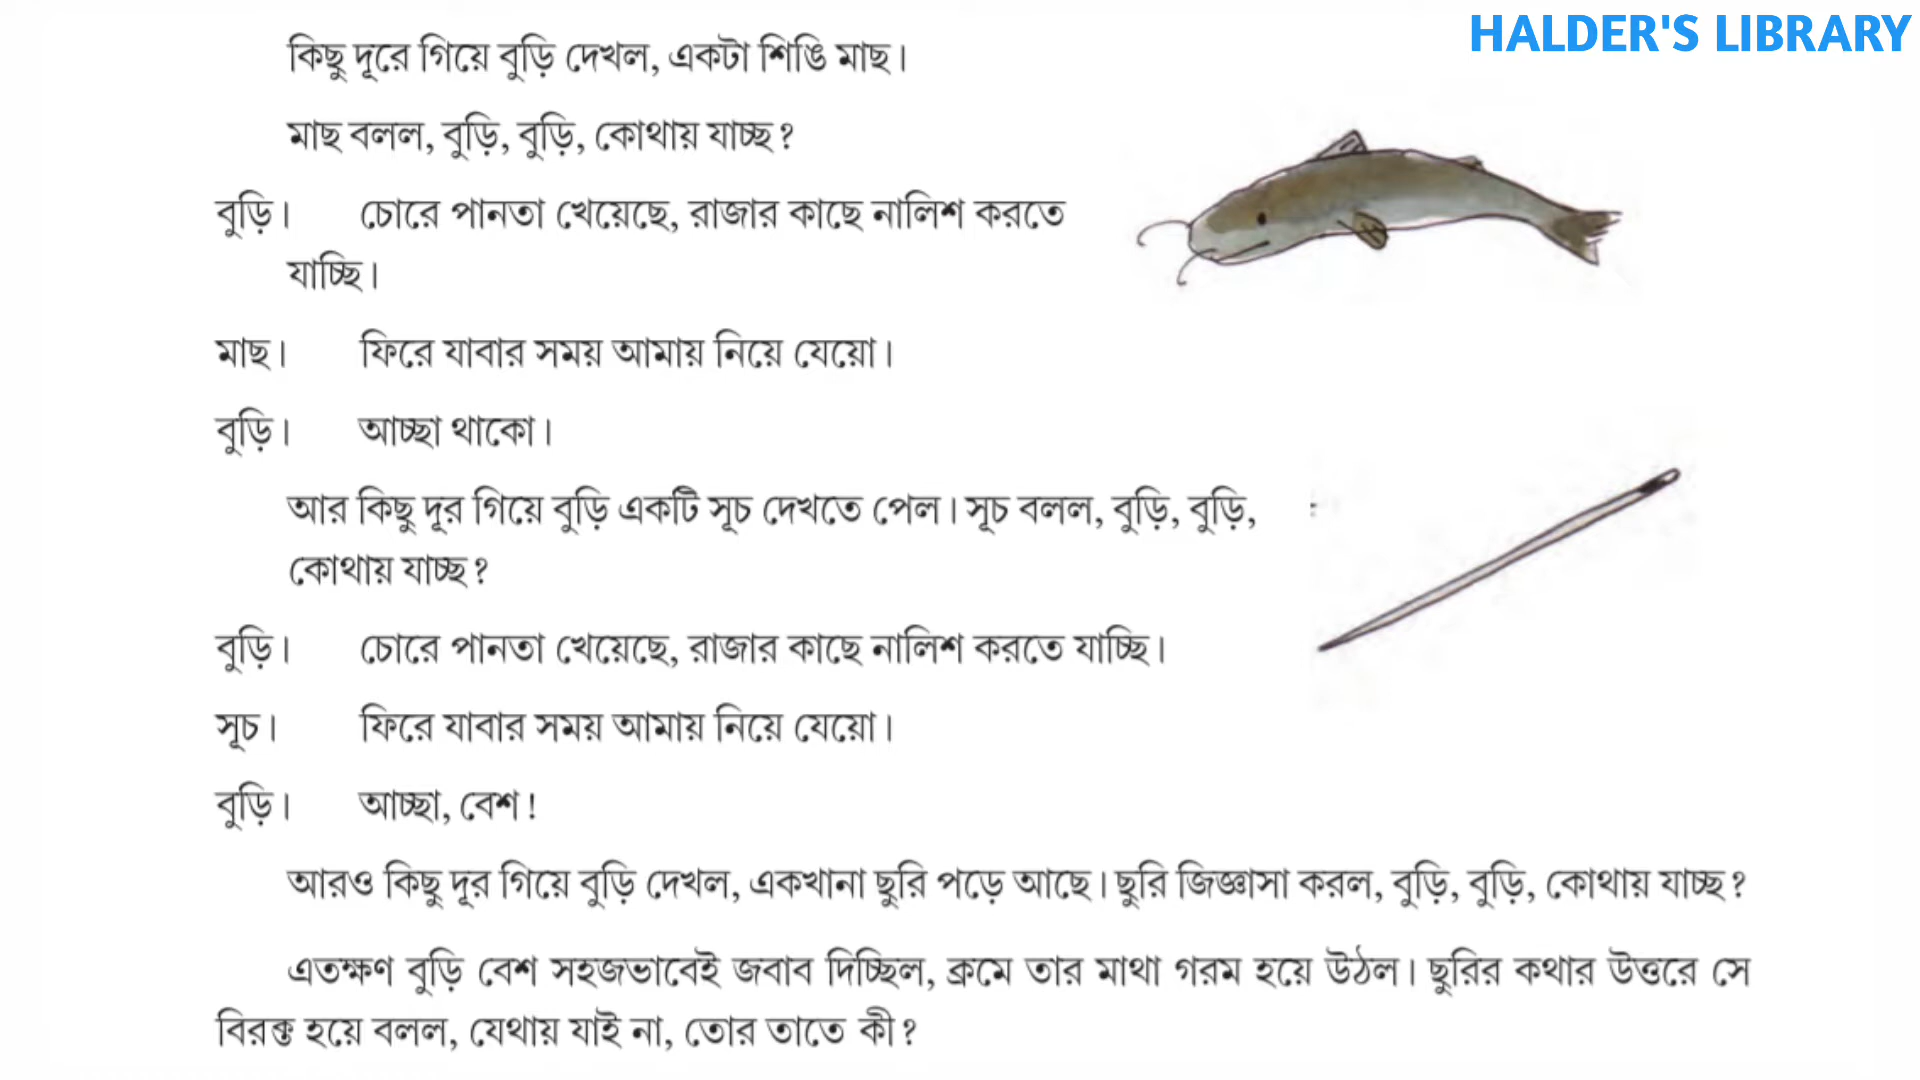 HALDER'S LIBRARY
কিছু দূরে গিয়ে বুড়ি দেখল, একটা শিঙি মাছ।
মাছ বলল, বুড়ি, বুড়ি, কোথায় যাচ্ছ?
বুড়ি। চোরে পানতা খেয়েছে, রাজার কাছে নালিশ করতে
যাচ্ছি।
মাছ। ফিরে যাবার সময় আমায় নিয়ে যেয়ো।
বুড়ি। আচ্ছা থাকো।
আর কিছু দূর গিয়ে বুড়ি একটি সূচ দেখতে পেল। সূচ বলল, বুড়ি, বুড়ি,
কোথায় যাচ্ছ?
বুড়ি। চোরে পানতা খেয়েছে, রাজার কাছে নালিশ করতে যাচ্ছি।
সূচ। ফিরে যাবার সময় আমায় নিয়ে যেয়ো।
বুড়ি। আচ্ছা, বেশ!
আরও কিছু দূর গিয়ে বুড়ি দেখল, একখানা ছুরি পড়ে আছে। ছুরি জিজ্ঞাসা করল, বুড়ি, বুড়ি, কোথায় যাচ্ছ?
এতক্ষণ বুড়ি বেশ সহজভাবেই জবাব দিচ্ছিল, ক্রমে তার মাথা গরম হয়ে উঠল। ছুরির কথার উত্তরে সে
বিরক্ত হয়ে বলল, যেথায় যাই না, তোর তাতে কী?